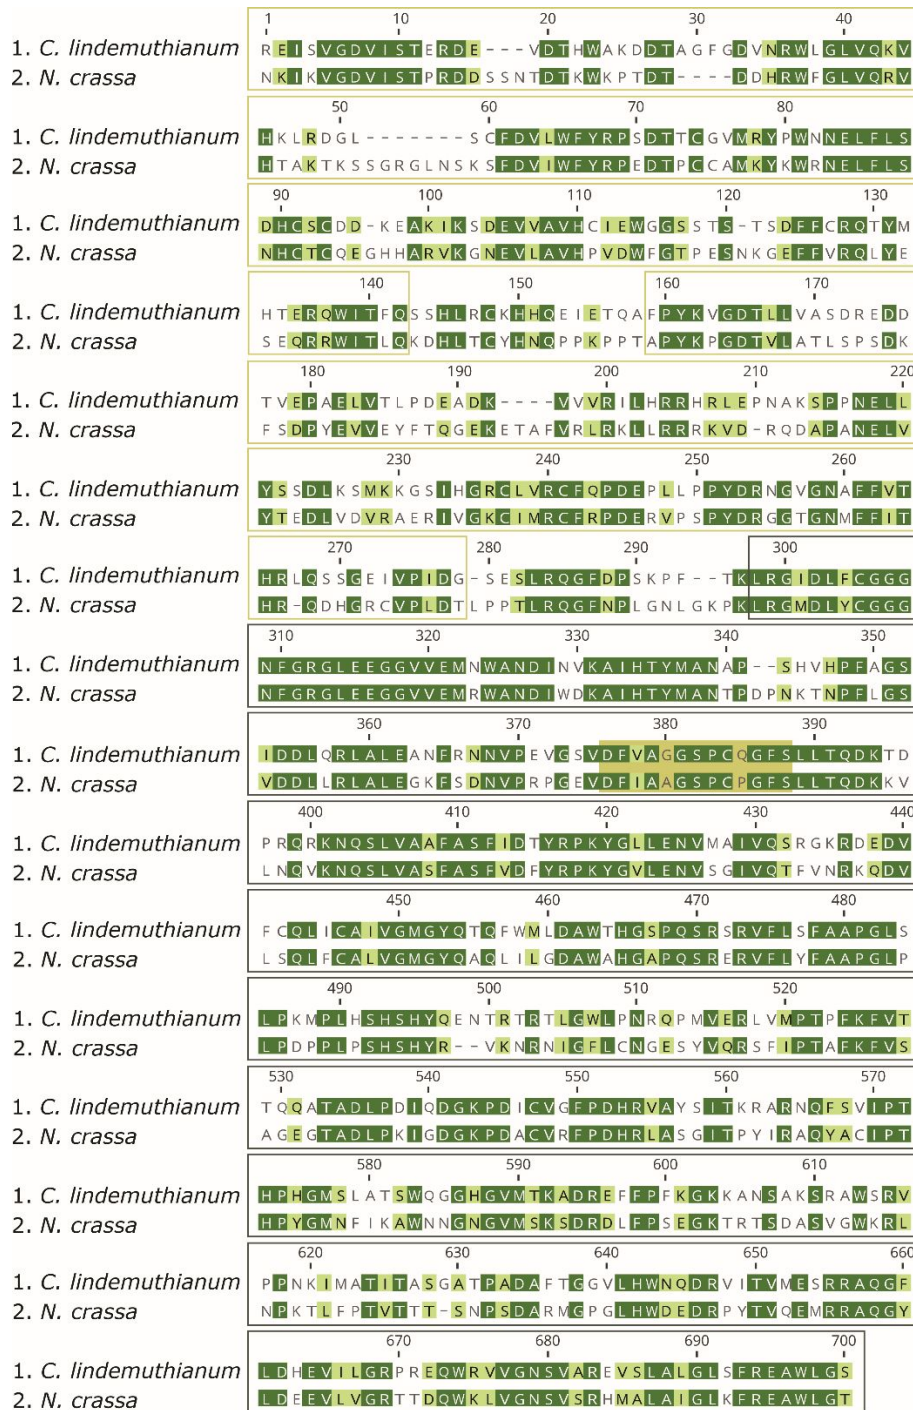 1 10 20 30 40
1. C. lindemuthianum REISVGDVISTERDE---VDTHWAKDDTAGFGDVNRWLGLVQKV
2. N. crassa NKIKVGDVISTPRDDSSNTDTKWKPTDT----DDHRWFGLVQRV
50 60 70 80
1. C. lindemuthianum HKLRDGL-------SCFDVLWFYRPSDTTCGVMRYPWNNELFLS
2. N. crassa HTAKTKSSGRGLNSKSFDVIWFYRPEDTPCCAMKYKWRNELFLS
90 100 110 120 130
1. C. lindemuthianum DHCSCDD-KEAKIKSDEVVAVHCIEWGGSSTS-TSDFFCRQTYM
2. N. crassa NHCTCQEGHHARVKGNEVLAVHPVDWFGTPESNKGEFFVRQLYE
140 150 160 170
1. C. lindemuthianum HTERQWITFQSSHLRCKHHQEIETQAFPYKVGDTLLVASDREDD
2. N. crassa SEQRRWITLQKDHLTCYHNQPPKPPTAPYKPGDTVLATLSPSDK
180 190 200 210 220
1. C. lindemuthianum TVEPAELVTLPDEADK----VVVRILHRRHRLEPNAKSPPNELL
2. N. crassa FSDPYEVVEYFTQGEKETAFVRLRKLLRRRKVD-RQDAPANELV
230 240 250 260
1. C. lindemuthianum YSSDLKSMKKGSIHGRCLVRCFQPDEPLLPPYDRNGVGNAFFVT
2. N. crassa YTEDLVDVRAERIVGKCIMRCFRPDERVPSPYDRGGTGNMFFIT
270 280 290 300
1. C. lindemuthianum HRLQSSGEIVPIDG-SESLRQGFDPSKPF--TKLRGIDLFCGGG
2. N. crassa HR-QDHGRCVPLDTLPPTLRQGFNPLGNLGKPKLRGMDLYCGGG
310 320 330 340 350
1. C. lindemuthianum NFGRGLEEGGVVEMNWANDINVKAIHTYMANAP--SHVHPFAGS
2. N. crassa NFGRGLEEGGVVEMRWANDIWDKAIHTYMANTPDPNKTNPFLGS
360 370 380 390
1. C. lindemuthianum IDDLQRLALEANFRNNVPEVGSVDFVAGGSPCQGFSLLTQDKTD
2. N. crassa VDDLLRLALEGKFSDNVPRPGEVDFIAAGSPCPGFSLLTQDKKV
400 410 420 430 440
1. C. lindemuthianum PRQRKNQSLVAAFASFIDTYRPKYGLLENVMAIVQSRGKRDEDV
2. N. crassa LNQVKNQSLVASFASFVDFYRPKYGVLENVSGIVQTFVNRKQDV
450 460 470 480
1. C. lindemuthianum FCQLICAIVGMGYQTQFWMLDAWTHGSPQSRSRVFLSFAAPGLS
2. N. crassa LSQLFCALVGMGYQAQLILGDAWAHGAPQSRERVFLYFAAPGLP
490 500 510 520
1. C. lindemuthianum LPKMPLHSHSHYQENTRTRTLGWLPNRQPMVERLVMPTPFKFVT
2. N. crassa LPDPPLPSHSHYR--VKNRNIGFLCNGESYVQRSFIPTAFKFVS
530 540 550 560 570
1. C. lindemuthianum TQQATADLPDIQDGKPDICVGFPDHRVAYSITKRARNQFSVIPT
2. N. crassa AGEGTADLPKIGDGKPDACVRFPDHRLASGITPYIRAQYACIPT
580 590 600 610
1. C. lindemuthianum HPHGMSLATSWQGGHGVMTKADREFFPFKGKKANSAKSRAWSRV
2. N. crassa HPYGMNFIKAWNNGNGVMSKSDRDLFPSEGKTRTSDASVGWKRL
620 630 640 650 660
1. C. lindemuthianum PPNKIMATITASGATPADAFTGGVLHWNQDRVITVMESRRAQGF
2. N. crassa NPKTLFPTVTTT-SNPSDARMGPGLHWDEDRPYTVQEMRRAQGY
670 680 690 700
1. C. lindemuthianum LDHEVILGRPREQWRVVGNSVAREVSLALGLSFREAWLGS
2. N. crassa LDEEVLVGRTTDQWKLVGNSVSRHMALAIGLKFREAWLGT